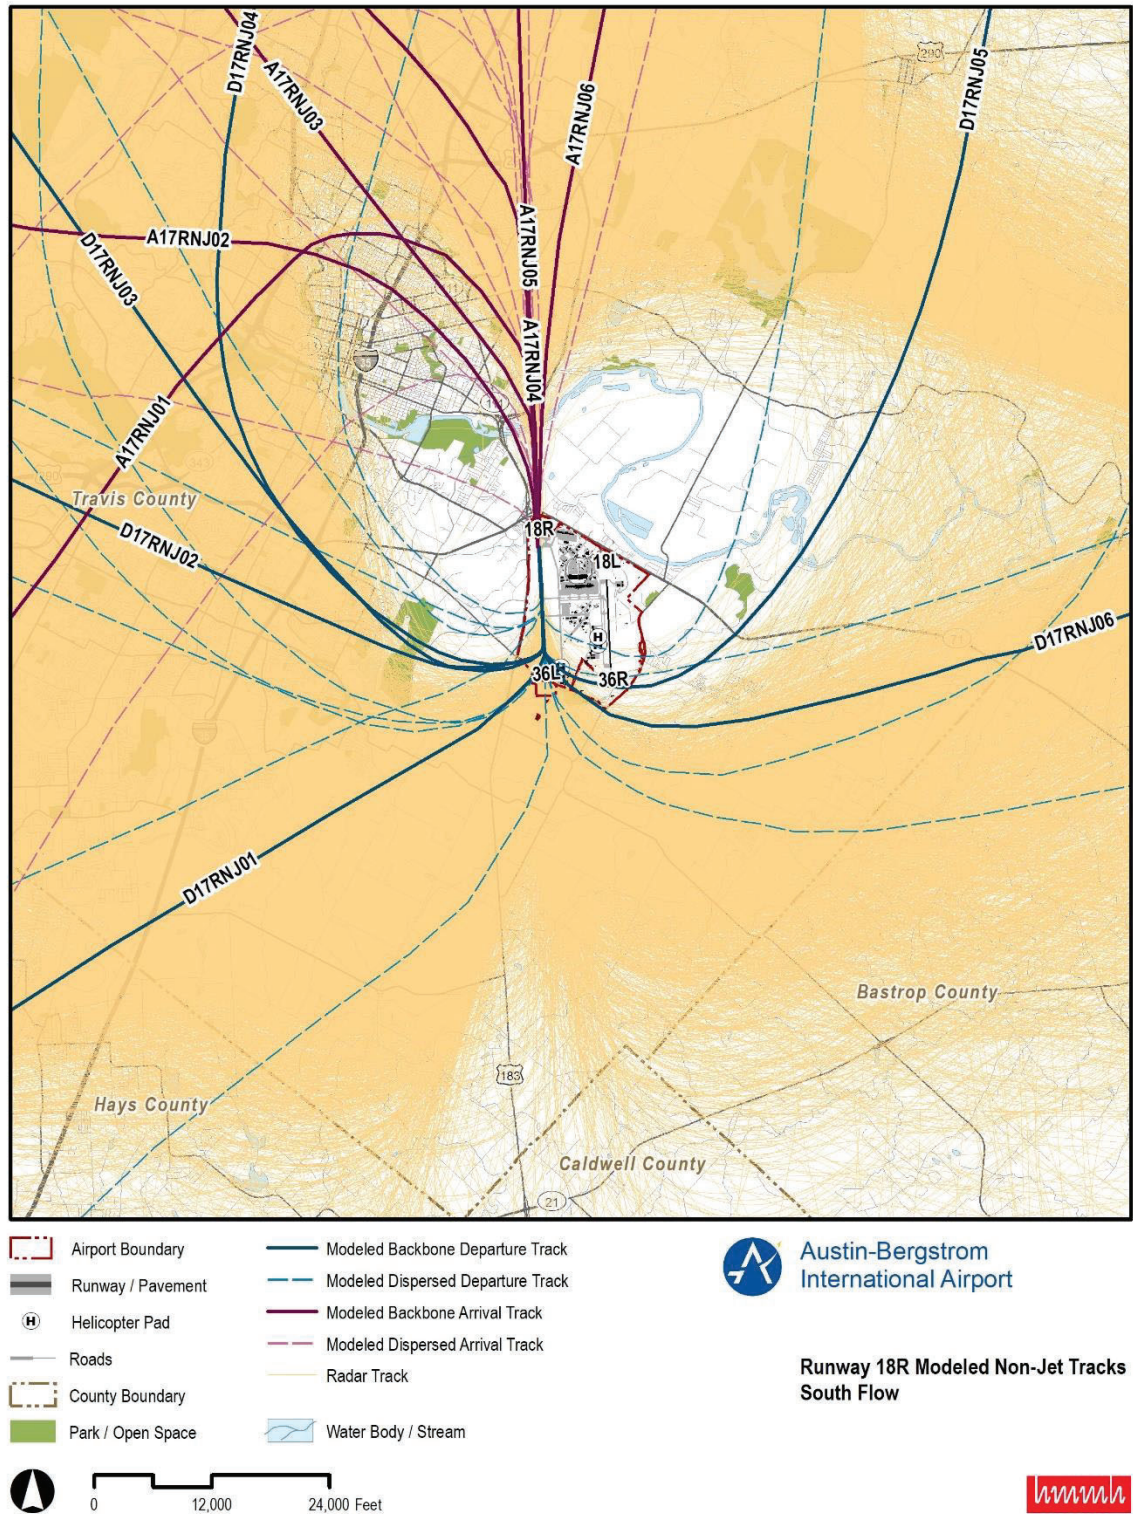 D17RNJ04
A17RNJ03
A17RNJ06
290
D17RNJ05
A17RNJ02
D17RNJ03
A17RNJ05
A17RNJ04
A17RNJ01
Travis County
D17RNJ02
18R
18L
H
36L
36R
D17RNJ06
D17RNJ01
Bastrop County
183
Hays County
Caldwell County
21
Airport Boundary
Runway / Pavement
H
Helicopter Pad
Roads
County Boundary
Park / Open Space
Modeled Backbone Departure Track
Modeled Dispersed Departure Track
Modeled Backbone Arrival Track
Modeled Dispersed Arrival Track
Radar Track
Water Body / Stream
Austin-Bergstrom
International Airport
Runway 18R Modeled Non-Jet Tracks
South Flow
0 12,000 24,000 Feet
hmmh